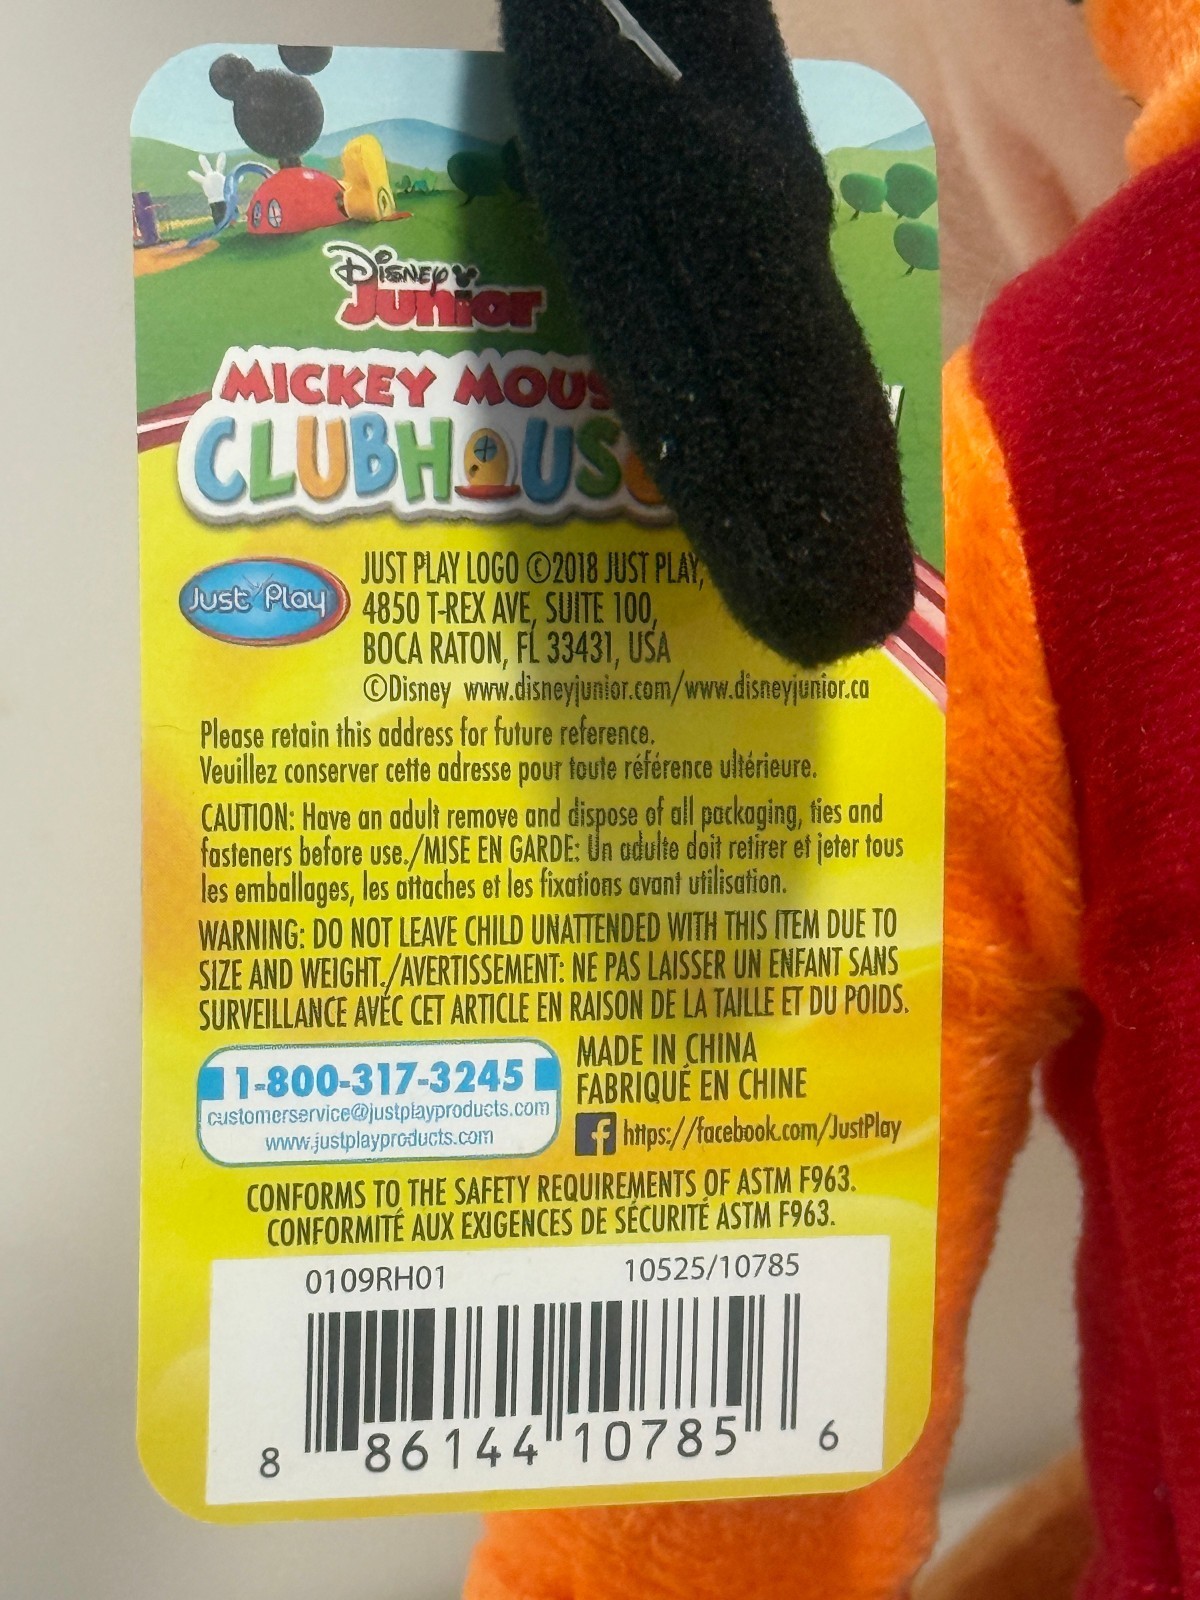 Disney
Junior
MICKEY MOUS
CLUBHOUS
Just Play
JUST PLAY LOGO ©2018 JUST PLAY,
4850 T-REX AVE, SUITE 100,
BOCA RATON, FL 33431, USA
©Disney www.disneyjunior.com/www.disneyjunior.ca
Please retain this address for future reference.
Veuillez conserver cette adresse pour toute référence ultérieure.
CAUTION: Have an adult remove and dispose of all packaging, ties and
fasteners before use./MISE EN GARDE: Un adulte doit retirer et jeter tous
les emballages, les attaches et les fixations avant utilisation.
WARNING: DO NOT LEAVE CHILD UNATTENDED WITH THIS ITEM DUE TO
SIZE AND WEIGHT./AVERTISSEMENT: NE PAS LAISSER UN ENFANT SANS
SURVEILLANCE AVEC CET ARTICLE EN RAISON DE LA TAILLE ET DU POIDS.
1-800-317-3245
customerservice@justplayproducts.com
www.justplayproducts.com
MADE IN CHINA
FABRIQUÉ EN CHINE
f https://facebook.com/JustPlay
CONFORMS TO THE SAFETY REQUIREMENTS OF ASTM F963.
CONFORMITÉ AUX EXIGENCES DE SÉCURITÉ ASTM F963.
0109RH01 10525/10785
8 86144 10785 6